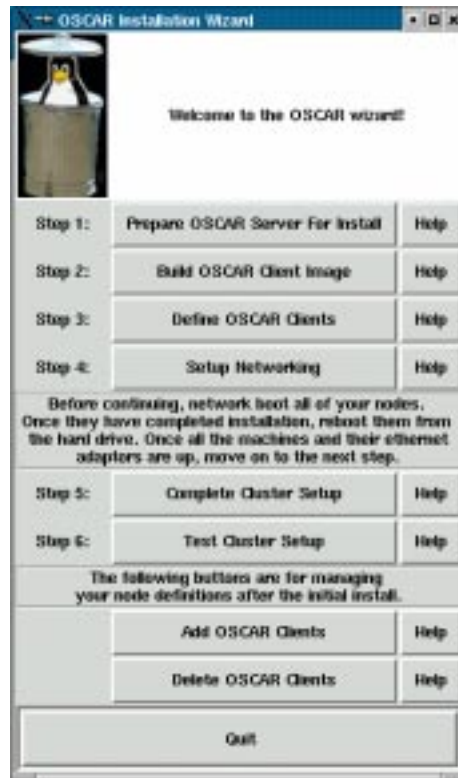 OSCAR Installation Wizard
Welcome to the OSCAR wizard!
Step 1: Prepare OSCAR Server For Install Help
Step 2: Build OSCAR Client Image Help
Step 3: Define OSCAR Clients Help
Step 4: Setup Networking Help
Before continuing, network boot all of your nodes.
Once they have completed installation, reboot them from
the hard drive. Once all the machines and their ethernet
adaptors are up, move on to the next step.
Step 5: Complete Cluster Setup Help
Step 6: Test Cluster Setup Help
The following buttons are for managing
your node definitions after the initial install.
Add OSCAR Clients Help
Delete OSCAR Clients Help
Quit